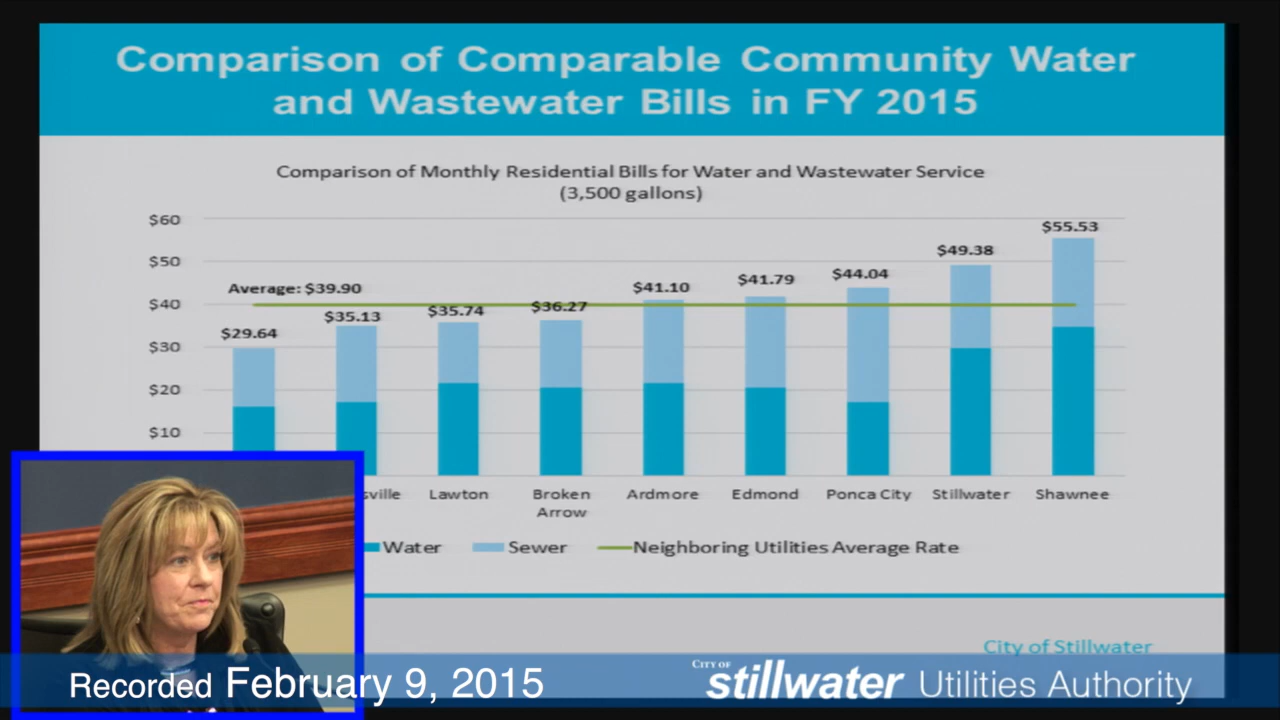 Comparison of Comparable Community Water
and Wastewater Bills in FY 2015
Comparison of Monthly Residential Bills for Water and Wastewater Service
(3,500 gallons)
$60
$50
$40
$30
$20
$10
Average: $39.90
$29.64
$35.13
$35.74
$36.27
$41.10
$41.79
$44.04
$49.38
$55.53
sville
Lawton
Broken
Arrow
Ardmore
Edmond
Ponca City
Stillwater
Shawnee
Water
Sewer
Neighboring Utilities Average Rate
City of Stillwater
Recorded February 9, 2015
CITY OF
stillwater Utilities Authority